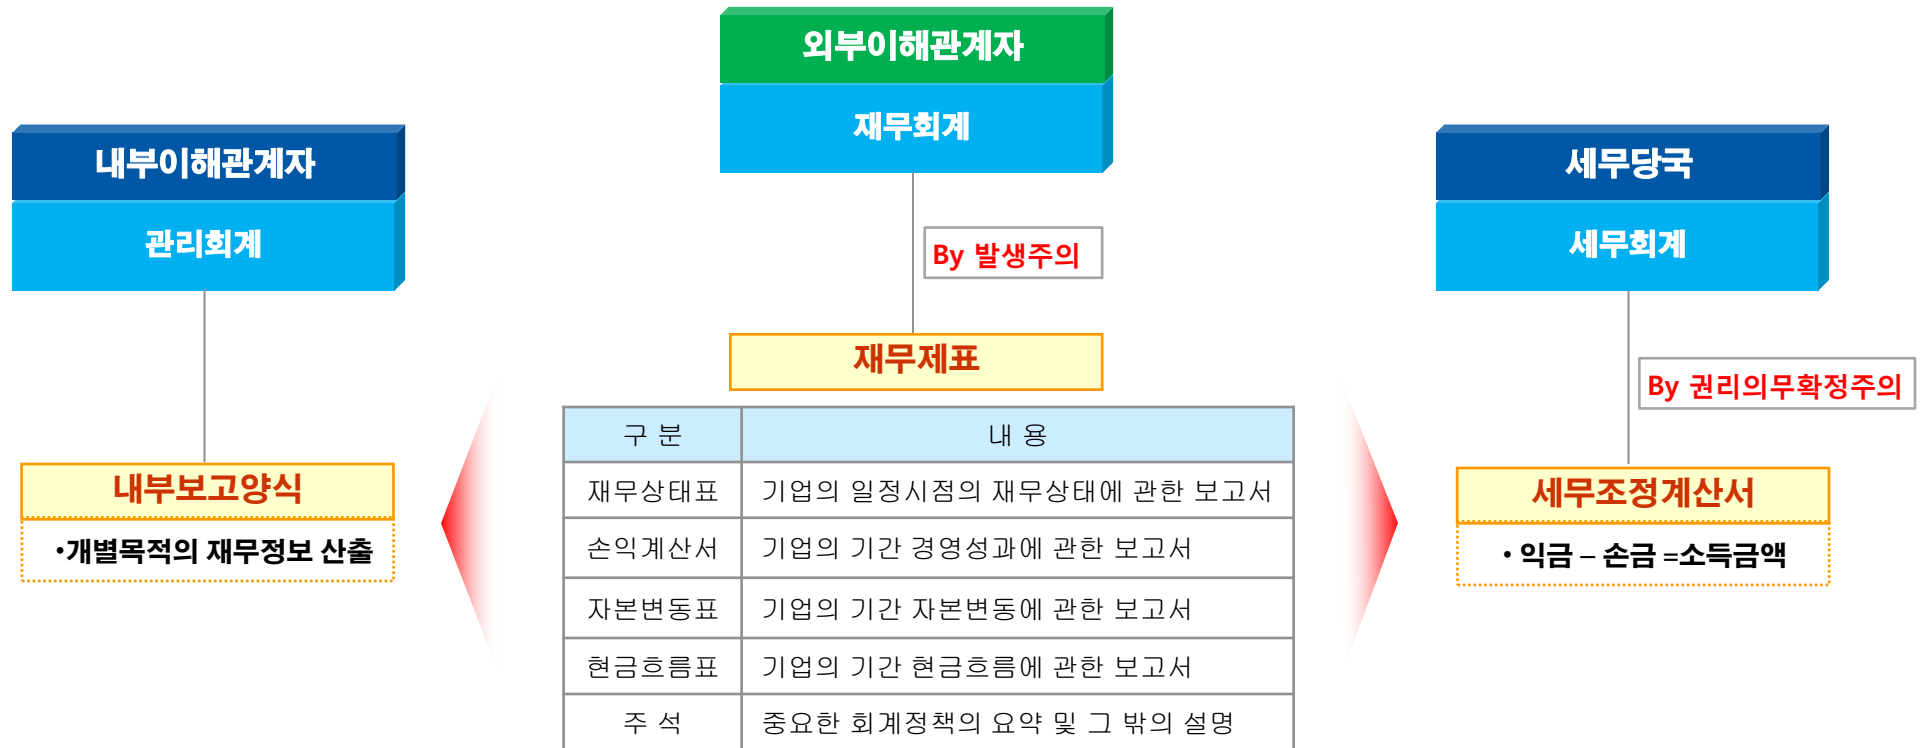 외부이해관계자
재무회계
By 발생주의
내부이해관계자
관리회계
세무당국
세무회계
재무제표
By 권리의무확정주의
구 분 내 용
재무상태표 기업의 일정시점의 재무상태에 관한 보고서
손익계산서 기업의 기간 경영성과에 관한 보고서
자본변동표 기업의 기간 자본변동에 관한 보고서
현금흐름표 기업의 기간 현금흐름에 관한 보고서
주 석 중요한 회계정책의 요약 및 그 밖의 설명
내부보고양식
•개별목적의 재무정보 산출
세무조정계산서
• 익금 – 손금 =소득금액